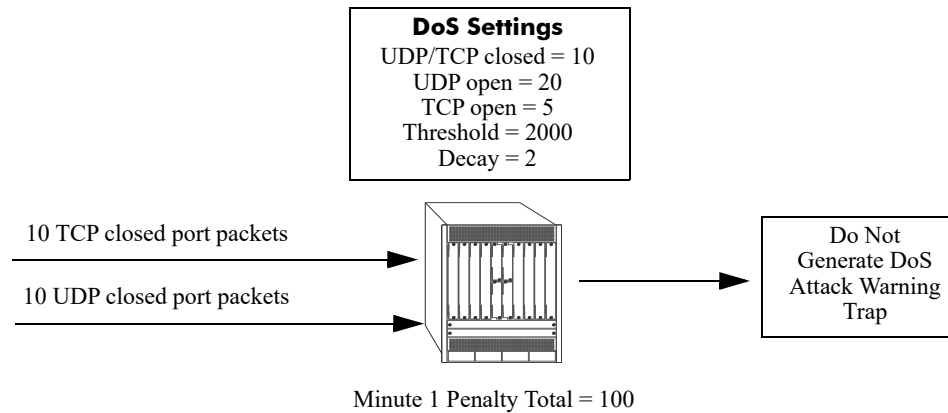 DoS Settings
UDP/TCP closed = 10
UDP open = 20
TCP open = 5
Threshold = 2000
Decay = 2
10 TCP closed port packets
10 UDP closed port packets
Do Not
Generate DoS
Attack Warning
Trap
Minute 1 Penalty Total = 100